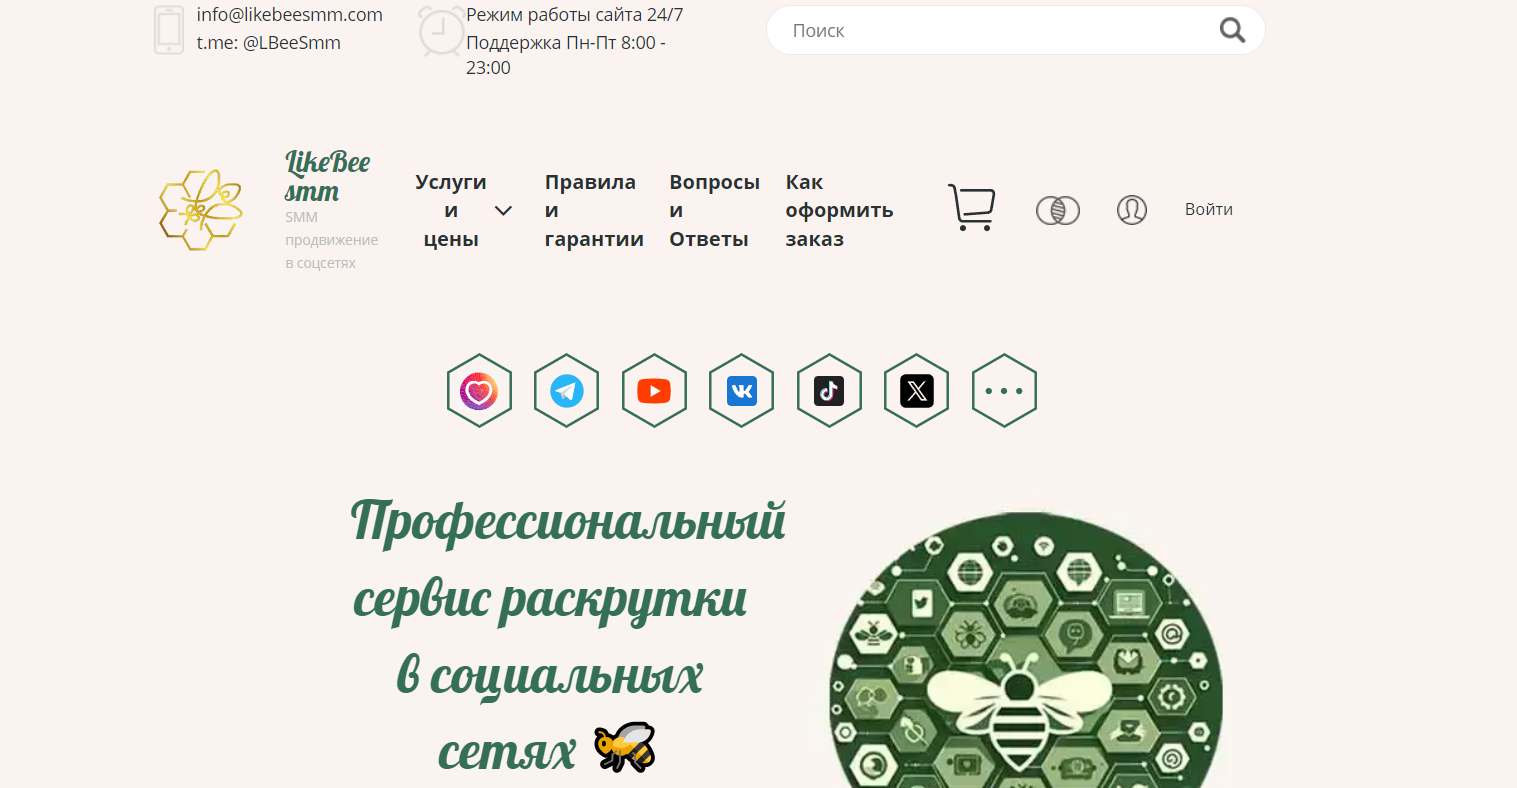 info@likebeesmm.com
t.me: @LBeeSmm
Режим работы сайта 24/7
Поддержка Пн-Пт 8:00 -
23:00
Поиск
LikeBee
smm
SMM
продвижение
в соцсетях
Услуги
и
цены
Правила
и
гарантии
Вопросы
и
Ответы
Как
оформить
заказ
Войти
Профессиональный
сервис раскрутки
в социальных
сетях